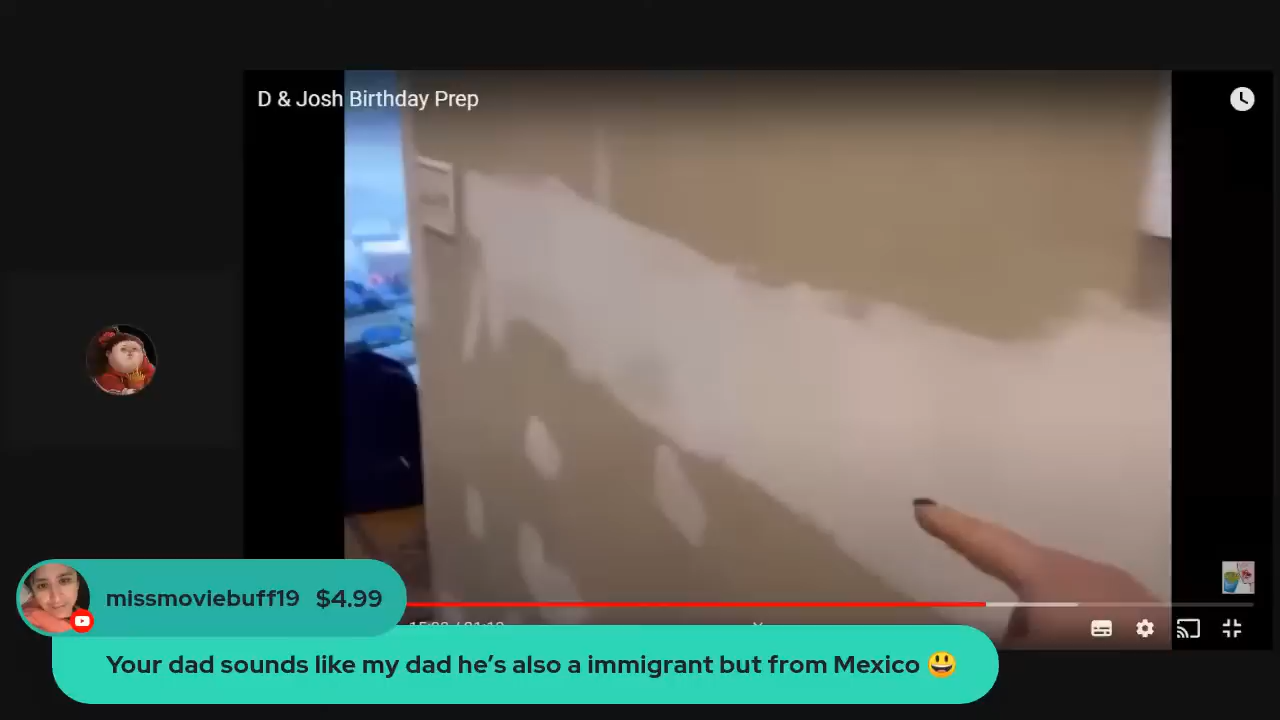 D & Josh Birthday Prep
missmoviebuff19 $4.99
Your dad sounds like my dad he’s also a immigrant but from Mexico 😃